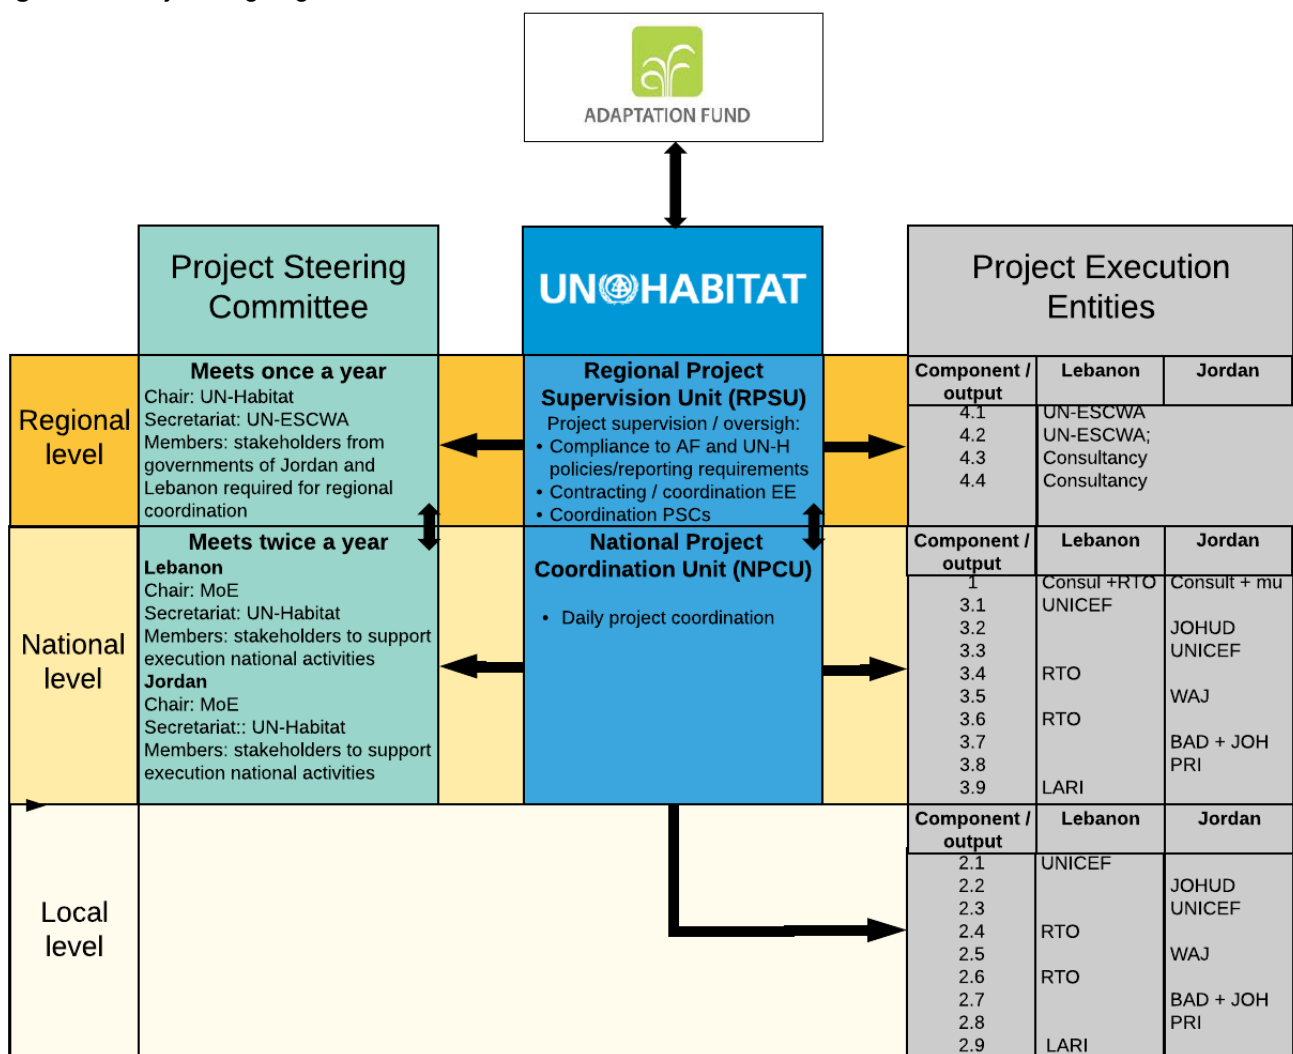 ADAPTATION FUND
Project Steering
Committee
UN HABITAT
Project Execution
Entities
Regional
level
Meets once a year
Chair: UN-Habitat
Secretariat: UN-ESCWA
Members: stakeholders from
governments of Jordan and
Lebanon required for regional
coordination
Regional Project
Supervision Unit (RPSU)
Project supervision / oversigh:
• Compliance to AF and UN-H
policies/reporting requirements
• Contracting / coordination EE
• Coordination PSCs
Component / output Lebanon Jordan
4.1 UN-ESCWA
4.2 UN-ESCWA;
4.3 Consultancy
4.4 Consultancy
National
level
Meets twice a year
Lebanon
Chair: MoE
Secretariat: UN-Habitat
Members: stakeholders to support
execution national activities
Jordan
Chair: MoE
Secretariat:: UN-Habitat
Members: stakeholders to support
execution national activities
National Project
Coordination Unit (NPCU)
• Daily project coordination
Component / output Lebanon Jordan
1 Consul +RTO Consult + mu
3.1 UNICEF
3.2 JOHUD
3.3 UNICEF
3.4 RTO
3.5 WAJ
3.6 RTO
3.7 BAD + JOH
3.8 PRI
3.9 LARI
Local
level
Component / output Lebanon Jordan
2.1 UNICEF
2.2 JOHUD
2.3 UNICEF
2.4 RTO
2.5 WAJ
2.6 RTO
2.7 BAD + JOH
2.8 PRI
2.9 LARI